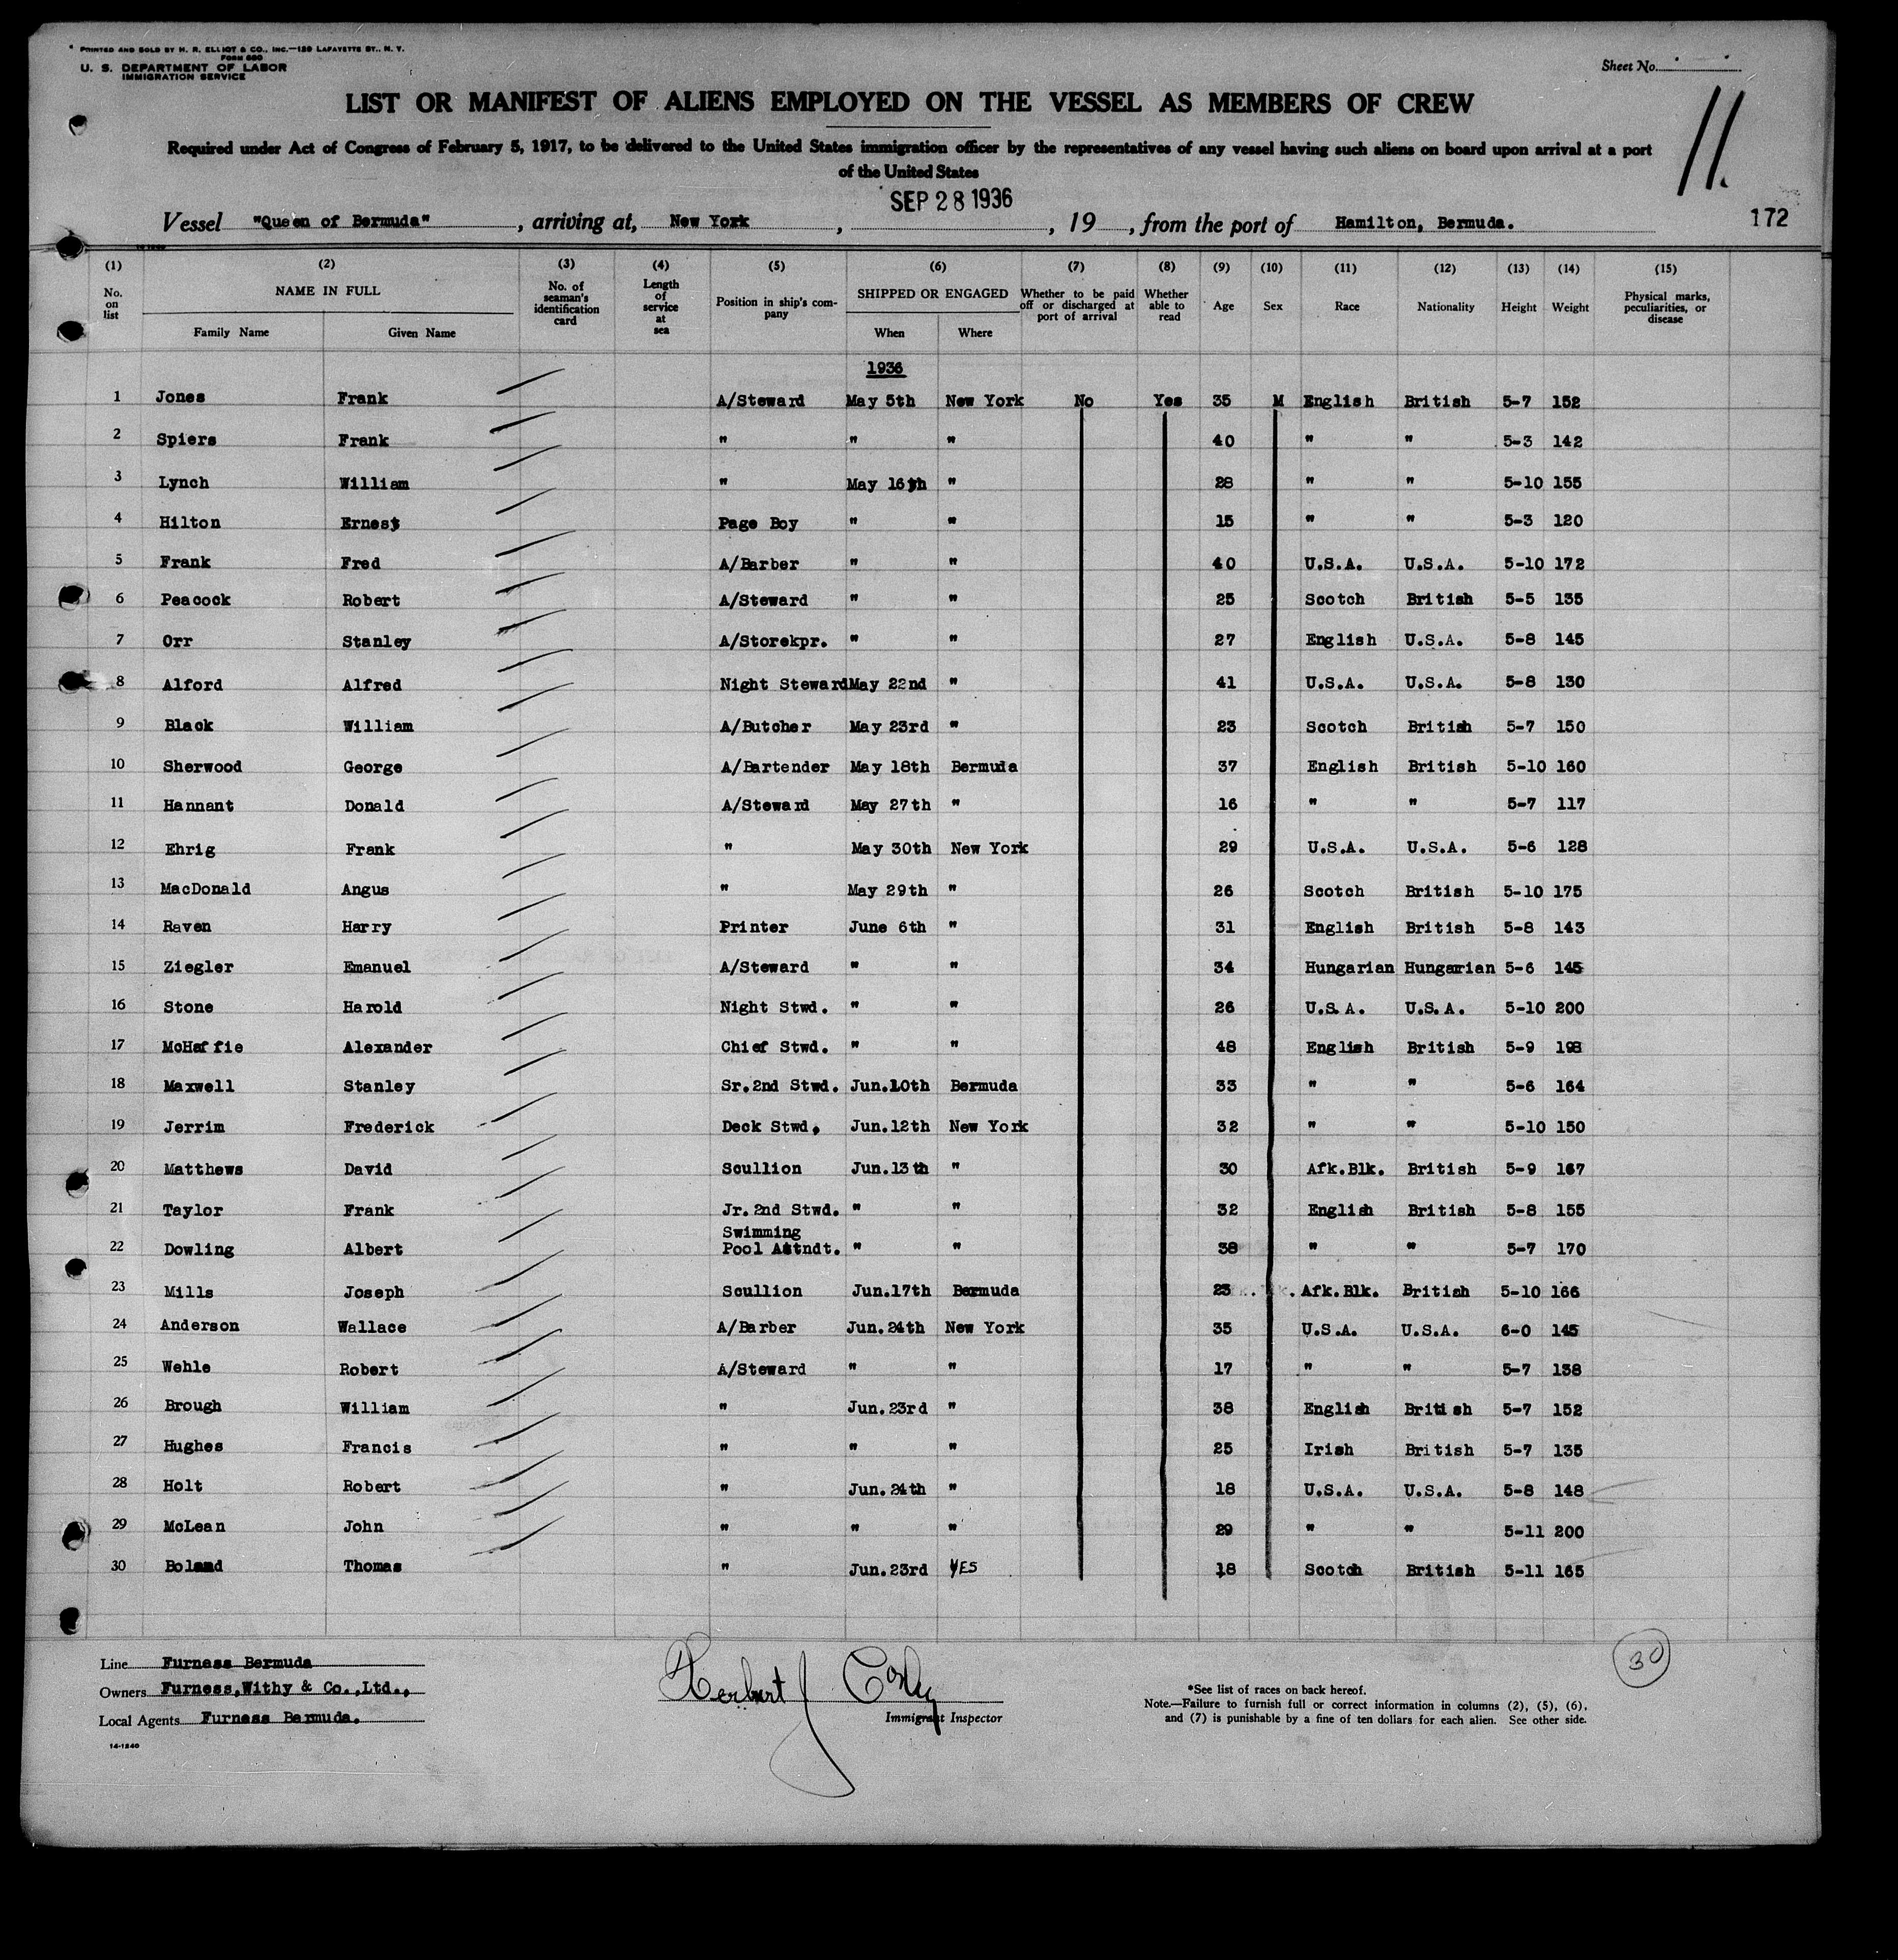 * PRINTED AND SOLD BY H. R. ELLIOT & CO., INC.—120 LAFAYETTE ST., N. Y.
FORM 680
U. S. DEPARTMENT OF LABOR
IMMIGRATION SERVICE
Sheet No.
LIST OR MANIFEST OF ALIENS EMPLOYED ON THE VESSEL AS MEMBERS OF CREW
11.
Required under Act of Congress of February 5, 1917, to be delivered to the United States immigration officer by the representatives of any vessel having such aliens on board upon arrival at a port
of the United States
SEP 28 1936
Vessel "Queen of Bermuda", arriving at, New York, , 19 , from the port of Hamilton, Bermuda. 172
(1) (2) (3) (4) (5) (6) (7) (8) (9) (10) (11) (12) (13) (14) (15)
No. on list NAME IN FULL Family Name Given Name No. of seaman's identification card Length of service at sea Position in ship's company SHIPPED OR ENGAGED When Where Whether to be paid off or discharged at port of arrival Whether able to read Age Sex Race Nationality Height Weight Physical marks, peculiarities, or disease
1936
1 Jones Frank A/Steward May 5th New York No Yes 35 M English British 5-7 152
2 Spiers Frank " " " 40 " " 5-3 142
3 Lynch William " May 16th " 28 " " 5-10 155
4 Hilton Ernest Page Boy " " 15 " " 5-3 120
5 Frank Fred A/Barber " " 40 U.S.A. U.S.A. 5-10 172
6 Peacock Robert A/Steward " " 25 Scotch British 5-5 135
7 Orr Stanley A/Storekpr. " " 27 English U.S.A. 5-8 145
8 Alford Alfred Night Steward May 22nd " 41 U.S.A. U.S.A. 5-8 130
9 Black William A/Butcher May 23rd " 23 Scotch British 5-7 150
10 Sherwood George A/Bartender May 18th Bermuda 37 English British 5-10 160
11 Hannant Donald A/Steward May 27th " 16 " " 5-7 117
12 Ehrig Frank " May 30th New York 29 U.S.A. U.S.A. 5-6 128
13 MacDonald Angus " May 29th " 26 Scotch British 5-10 175
14 Raven Harry Printer June 6th " 31 English British 5-8 143
15 Ziegler Emanuel A/Steward " " 34 Hungarian Hungarian 5-6 145
16 Stone Harold Night Stwd. " " 26 U.S.A. U.S.A. 5-10 200
17 McHaffie Alexander Chief Stwd. " " 48 English British 5-9 198
18 Maxwell Stanley Sr.2nd Stwd. Jun.10th Bermuda 33 " " 5-6 164
19 Jerrim Frederick Deck Stwd. Jun.12th New York 32 " " 5-10 150
20 Matthews David Scullion Jun.13th " 30 Afk.Blk. British 5-9 167
21 Taylor Frank Jr.2nd Stwd. " " 32 English British 5-8 155
22 Dowling Albert Swimming Pool Attndt. " " 38 " " 5-7 170
23 Mills Joseph Scullion Jun.17th Bermuda 23 Afk.Blk. British 5-10 166
24 Anderson Wallace A/Barber Jun.24th New York 35 U.S.A. U.S.A. 6-0 145
25 Wehle Robert A/Steward " " 17 " " 5-7 138
26 Brough William " Jun.23rd " 38 English British 5-7 152
27 Hughes Francis " " " 25 Irish British 5-7 135
28 Holt Robert " Jun.24th " 18 U.S.A. U.S.A. 5-8 148
29 McLean John " " " 29 " " 5-11 200
30 Boland Thomas " Jun.23rd YES 18 Scotch British 5-11 165
30
Line Furness Bermuda
Owners Furness,Withy & Co.,Ltd.,
Local Agents Furness Bermuda.
14-1240
Herbert J
Immigrant Inspector
*See list of races on back hereof.
Note.—Failure to furnish full or correct information in columns (2), (5), (6),
and (7) is punishable by a fine of ten dollars for each alien. See other side.